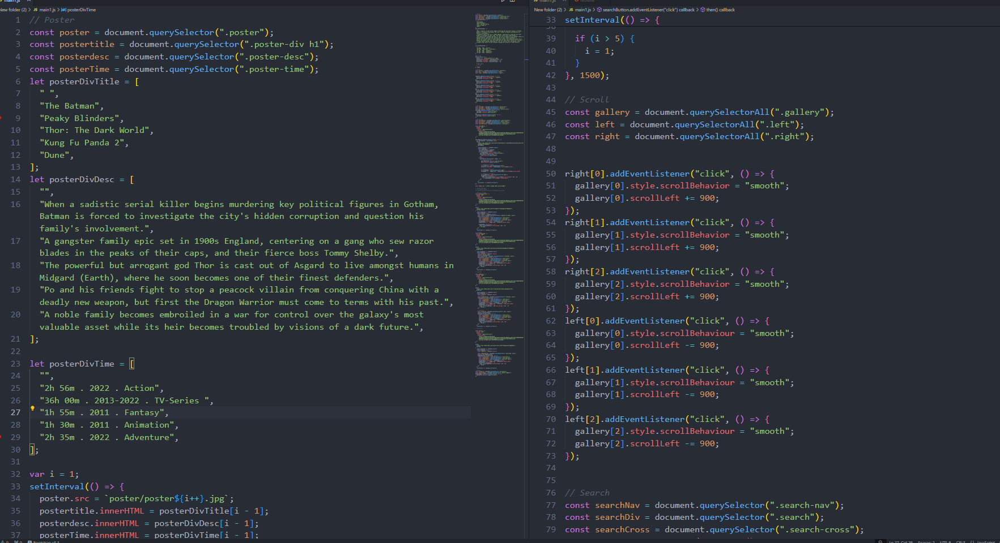 main1.js
New folder (2) > JS main1.js > posterDivTime
1 // Poster
2 const poster = document.querySelector(".poster");
3 const postertitle = document.querySelector(".poster-div h1");
4 const posterdesc = document.querySelector(".poster-desc");
5 const posterTime = document.querySelector(".poster-time");
6 let posterDivTitle = [
7 " ",
8 "The Batman",
9 "Peaky Blinders",
10 "Thor: The Dark World",
11 "Kung Fu Panda 2",
12 "Dune",
13 ];
14 let posterDivDesc = [
15 "",
16 "When a sadistic serial killer begins murdering key political figures in Gotham,
Batman is forced to investigate the city's hidden corruption and question his
family's involvement.",
17 "A gangster family epic set in 1900s England, centering on a gang who sew razor
blades in the peaks of their caps, and their fierce boss Tommy Shelby.",
18 "The powerful but arrogant god Thor is cast out of Asgard to live amongst humans in
Midgard (Earth), where he soon becomes one of their finest defenders.",
19 "Po and his friends fight to stop a peacock villain from conquering China with a
deadly new weapon, but first the Dragon Warrior must come to terms with his past.",
20 "A noble family becomes embroiled in a war for control over the galaxy's most
valuable asset while its heir becomes troubled by visions of a dark future.",
21 ];
22
23 let posterDivTime = [
24 "",
25 "2h 56m . 2022 . Action",
26 "36h 00m . 2013-2022 . TV-Series ",
27 "1h 55m . 2011 . Fantasy",
28 "1h 30m . 2011 . Animation",
29 "2h 35m . 2022 . Adventure",
30 ];
31
32 var i = 1;
33 setInterval(() => {
34 poster.src = `poster/poster${i++}.jpg`;
35 postertitle.innerHTML = posterDivTitle[i - 1];
36 posterdesc.innerHTML = posterDivDesc[i - 1];
37 posterTime.innerHTML = posterDivTime[i - 1];
main1.js
New folder (2) > JS main1.js > searchButton.addEventListener("click") callback > then() callback
33 setInterval(() => {
38
39 if (i > 5) {
40 i = 1;
41 }
42 }, 1500);
43
44 // Scroll
45 const gallery = document.querySelectorAll(".gallery");
46 const left = document.querySelectorAll(".left");
47 const right = document.querySelectorAll(".right");
48
49
50 right[0].addEventListener("click", () => {
51 gallery[0].style.scrollBehavior = "smooth";
52 gallery[0].scrollLeft += 900;
53 });
54 right[1].addEventListener("click", () => {
55 gallery[1].style.scrollBehavior = "smooth";
56 gallery[1].scrollLeft += 900;
57 });
58 right[2].addEventListener("click", () => {
59 gallery[2].style.scrollBehavior = "smooth";
60 gallery[2].scrollLeft += 900;
61 });
62 left[0].addEventListener("click", () => {
63 gallery[0].style.scrollBehaviour = "smooth";
64 gallery[0].scrollLeft -= 900;
65 });
66 left[1].addEventListener("click", () => {
67 gallery[1].style.scrollBehaviour = "smooth";
68 gallery[1].scrollLeft -= 900;
69 });
70 left[2].addEventListener("click", () => {
71 gallery[2].style.scrollBehaviour = "smooth";
72 gallery[2].scrollLeft -= 900;
73 });
74
75
76 // Search
77 const searchNav = document.querySelector(".search-nav");
78 const searchDiv = document.querySelector(".search");
79 const searchCross = document.querySelector(".search-cross");